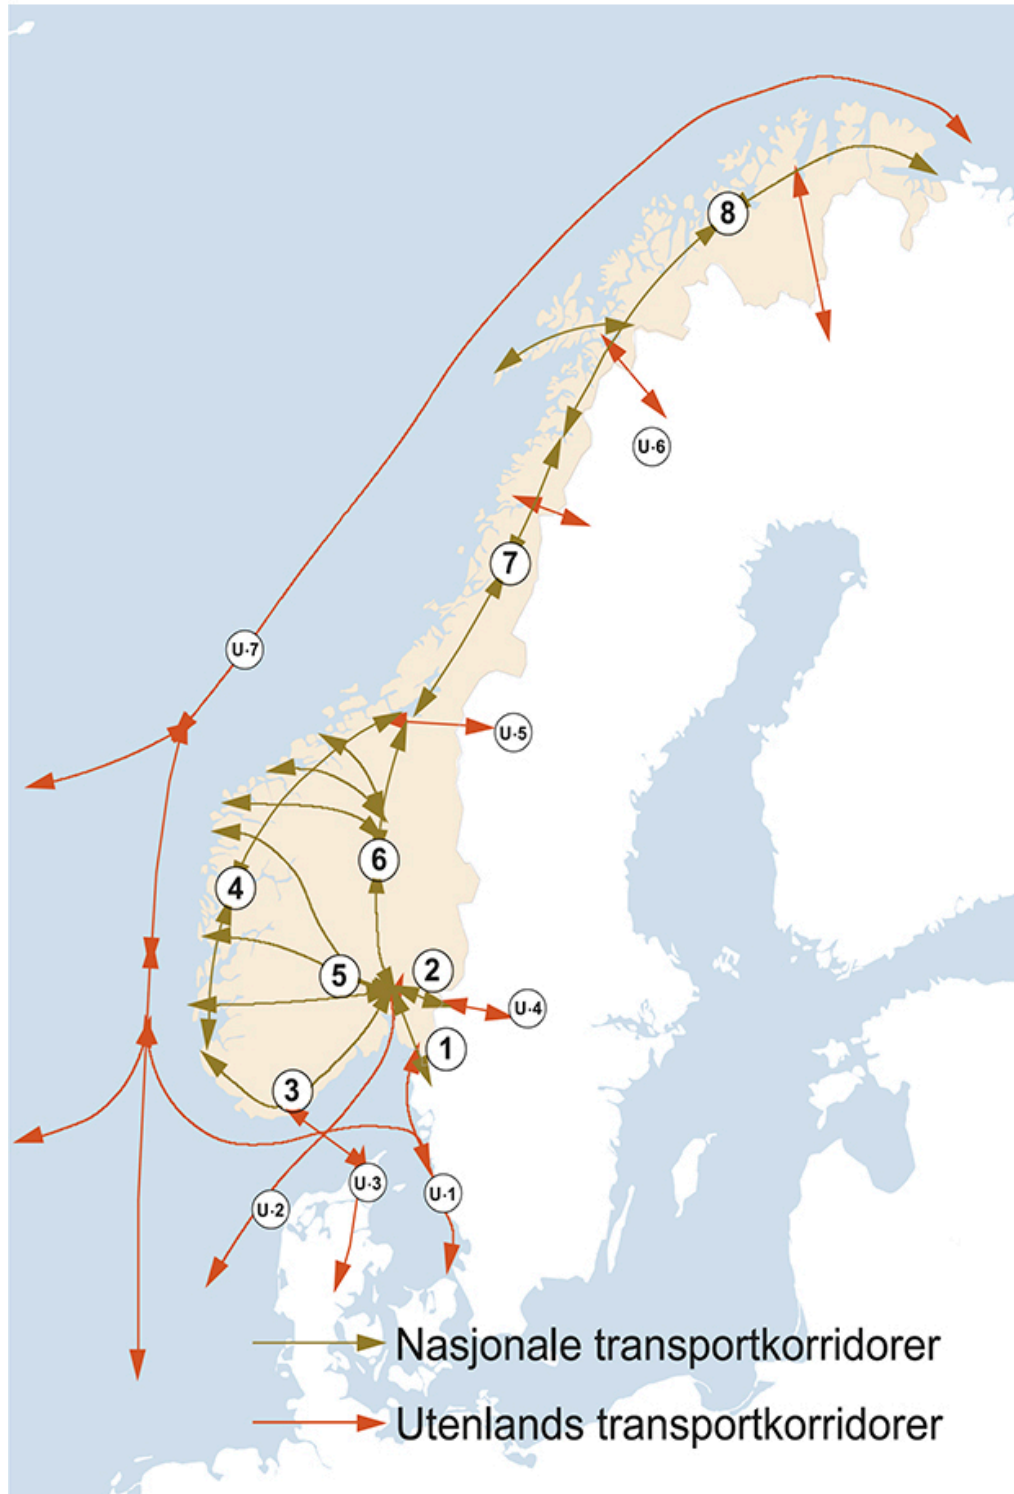 8
U-6
7
U-7
U-5
6
4
2
5
U-4
1
3
U-3
U-1
U-2
Nasjonale transportkorridorer
Utenlands transportkorridorer